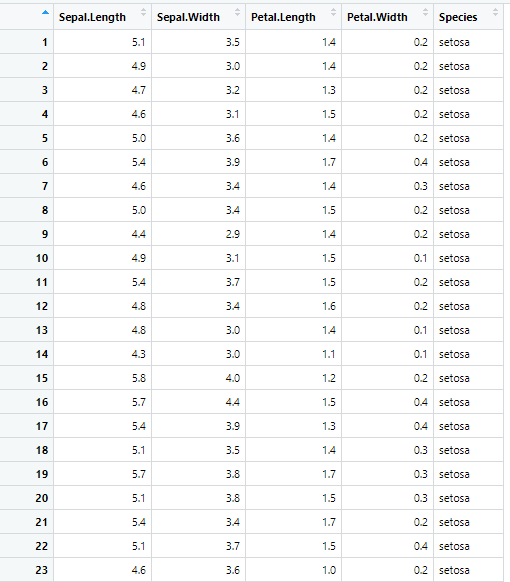 Sepal.Length Sepal.Width Petal.Length Petal.Width Species
1 5.1 3.5 1.4 0.2 setosa
2 4.9 3.0 1.4 0.2 setosa
3 4.7 3.2 1.3 0.2 setosa
4 4.6 3.1 1.5 0.2 setosa
5 5.0 3.6 1.4 0.2 setosa
6 5.4 3.9 1.7 0.4 setosa
7 4.6 3.4 1.4 0.3 setosa
8 5.0 3.4 1.5 0.2 setosa
9 4.4 2.9 1.4 0.2 setosa
10 4.9 3.1 1.5 0.1 setosa
11 5.4 3.7 1.5 0.2 setosa
12 4.8 3.4 1.6 0.2 setosa
13 4.8 3.0 1.4 0.1 setosa
14 4.3 3.0 1.1 0.1 setosa
15 5.8 4.0 1.2 0.2 setosa
16 5.7 4.4 1.5 0.4 setosa
17 5.4 3.9 1.3 0.4 setosa
18 5.1 3.5 1.4 0.3 setosa
19 5.7 3.8 1.7 0.3 setosa
20 5.1 3.8 1.5 0.3 setosa
21 5.4 3.4 1.7 0.2 setosa
22 5.1 3.7 1.5 0.4 setosa
23 4.6 3.6 1.0 0.2 setosa